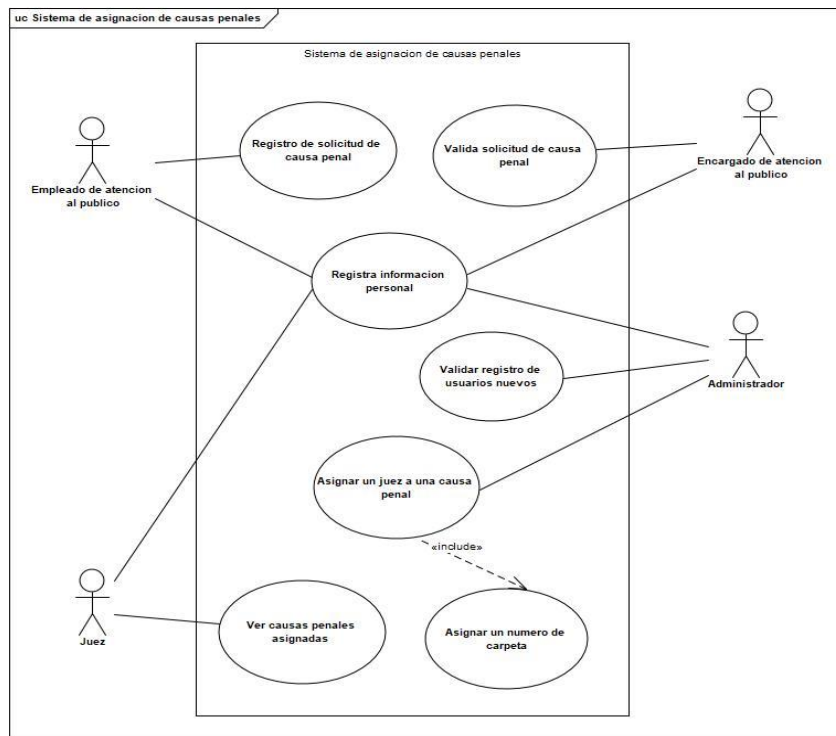 uc Sistema de asignacion de causas penales
Sistema de asignacion de causas penales
Registro de solicitud de
causa penal
Valida solicitud de causa
penal
Empleado de atencion
al publico
Encargado de atencion
al publico
Registra informacion
personal
Validar registro de
usuarios nuevos
Administrador
Asignar un juez a una causa
penal
«include»
Ver causas penales
asignadas
Asignar un numero de
carpeta
Juez